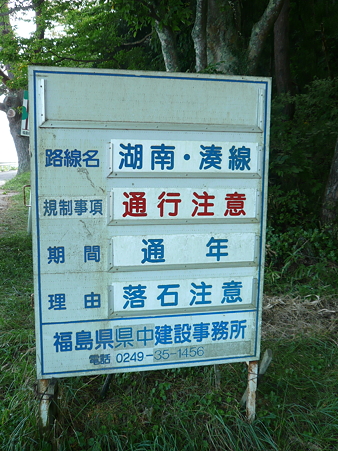 路線名 湖南・湊線
規制事項 通行注意
期間 通年
理由 落石注意
福島県県中建設事務所
電話 0249-35-1456